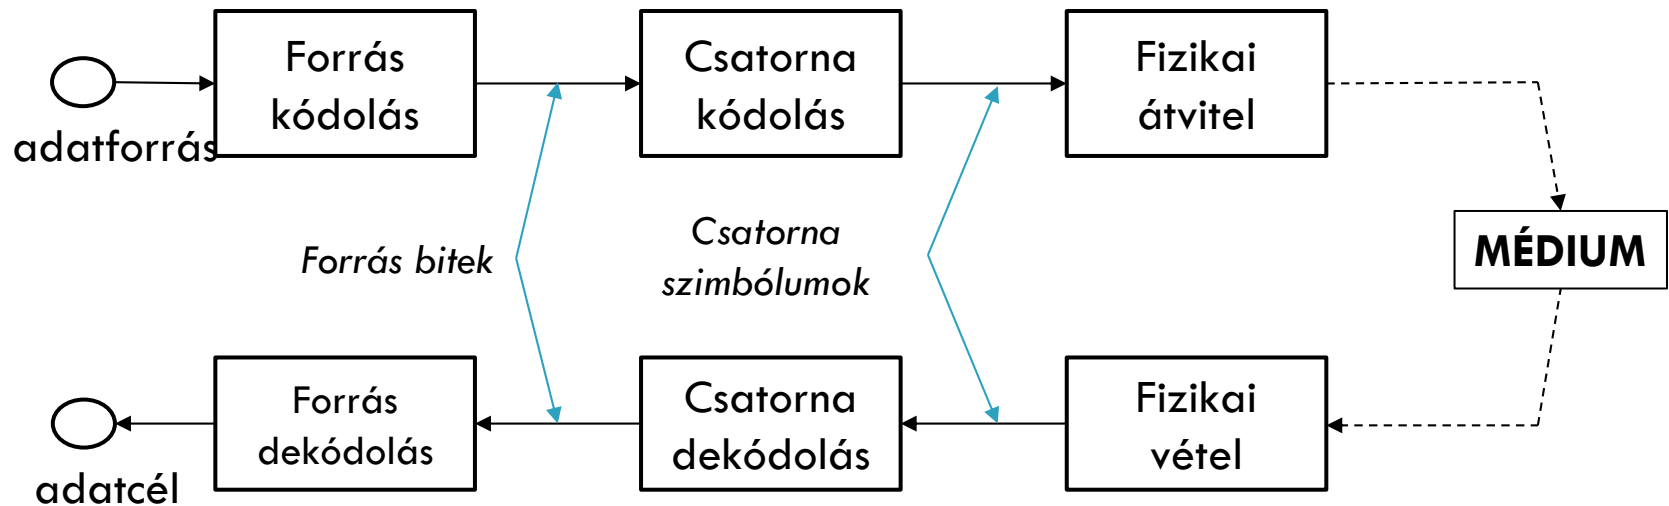 Forrás
kódolás
Csatorna
kódolás
Fizikai
átvitel
adatforrás
Forrás bitek
Csatorna
szimbólumok
MÉDIUM
Forrás
dekódolás
Csatorna
dekódolás
Fizikai
vétel
adatcél